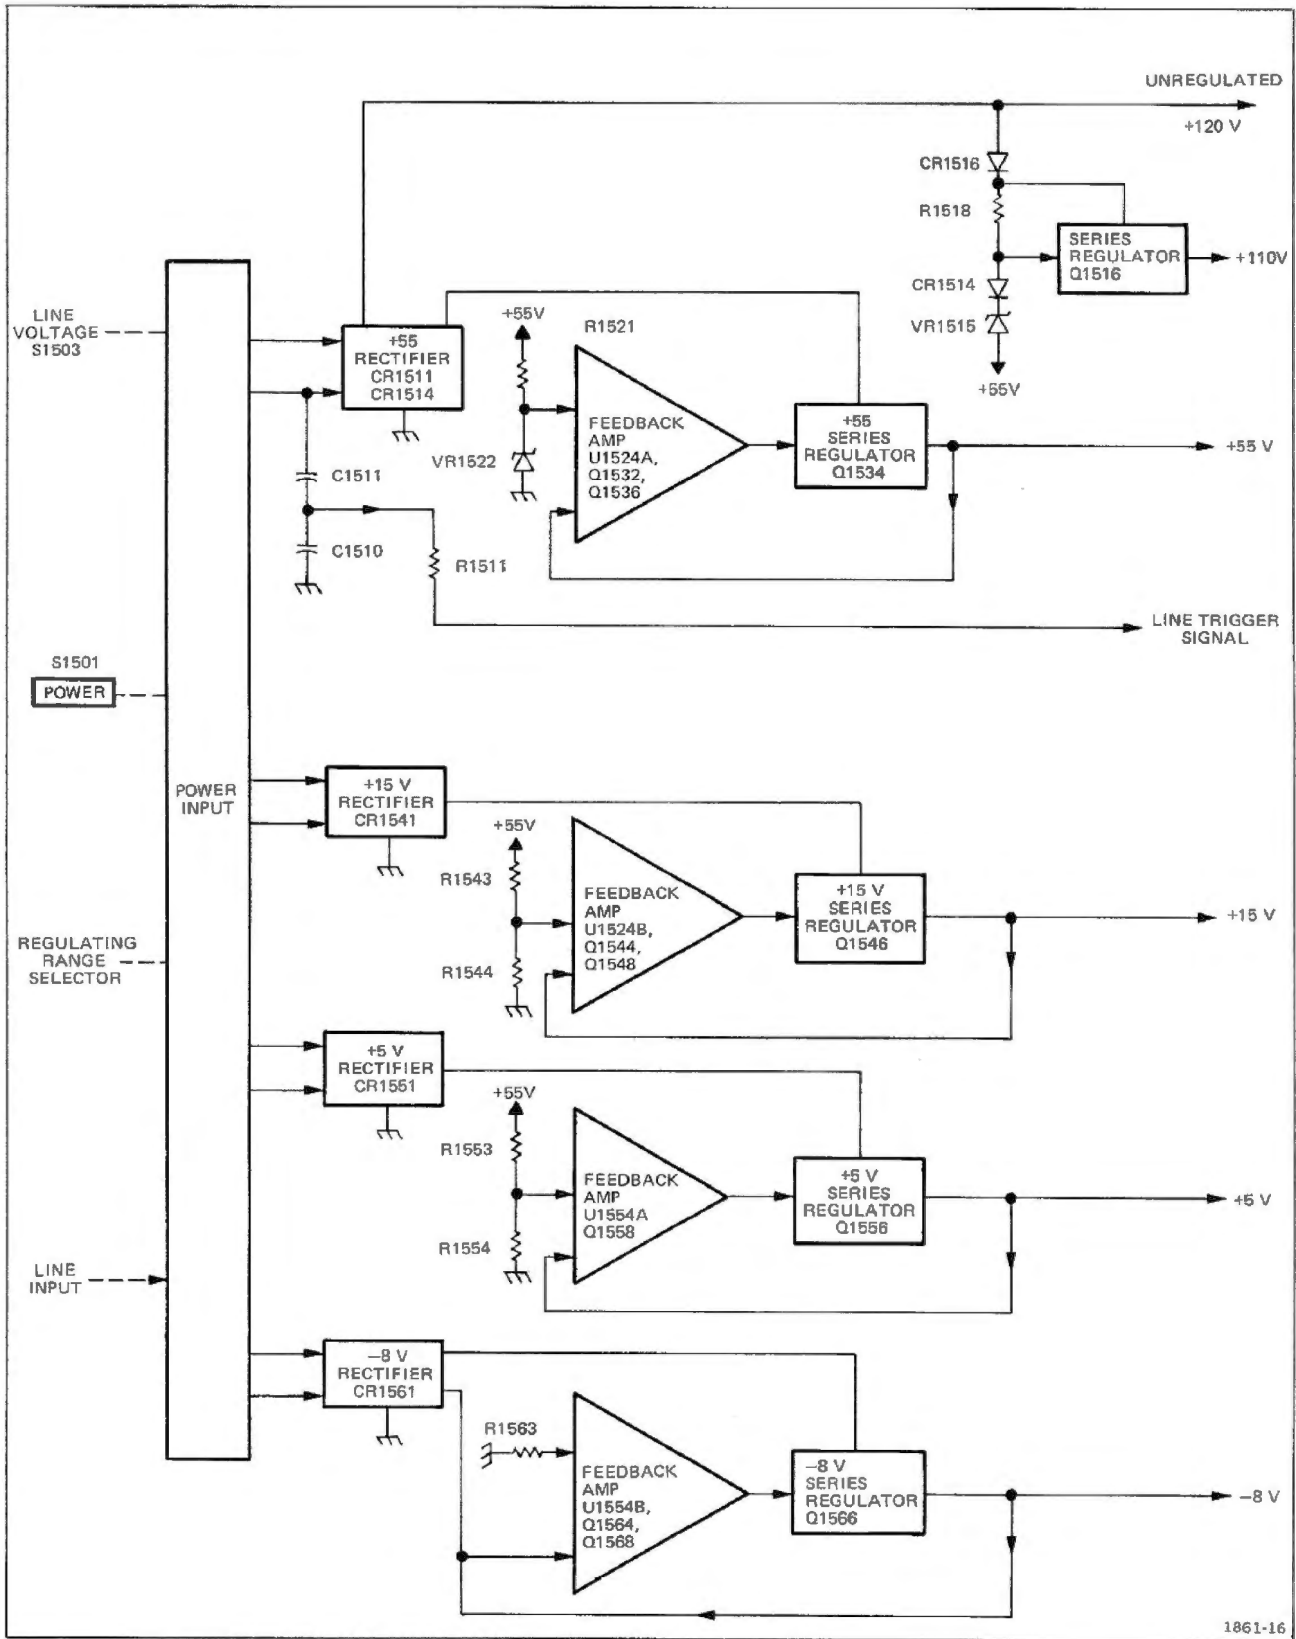 UNREGULATED
+120 V
CR1516
R1518
SERIES
REGULATOR
Q1516
+110V
CR1514
VR1515
+55V
LINE
VOLTAGE
S1503
+55
RECTIFIER
CR1511
CR1514
+55V
R1521
VR1522
FEEDBACK
AMP
U1524A,
Q1532,
Q1536
+55
SERIES
REGULATOR
Q1534
+55 V
C1511
C1510
R1511
LINE TRIGGER
SIGNAL
S1501
POWER
POWER
INPUT
+15 V
RECTIFIER
CR1541
+55V
R1543
R1544
FEEDBACK
AMP
U1524B,
Q1544,
Q1548
+15 V
SERIES
REGULATOR
Q1546
+15 V
REGULATING
RANGE
SELECTOR
+5 V
RECTIFIER
CR1551
+55V
R1553
R1554
FEEDBACK
AMP
U1554A
Q1558
+5 V
SERIES
REGULATOR
Q1556
+5 V
LINE
INPUT
−8 V
RECTIFIER
CR1561
R1563
FEEDBACK
AMP
U1554B,
Q1564,
Q1568
−8 V
SERIES
REGULATOR
Q1566
−8 V
1861-16